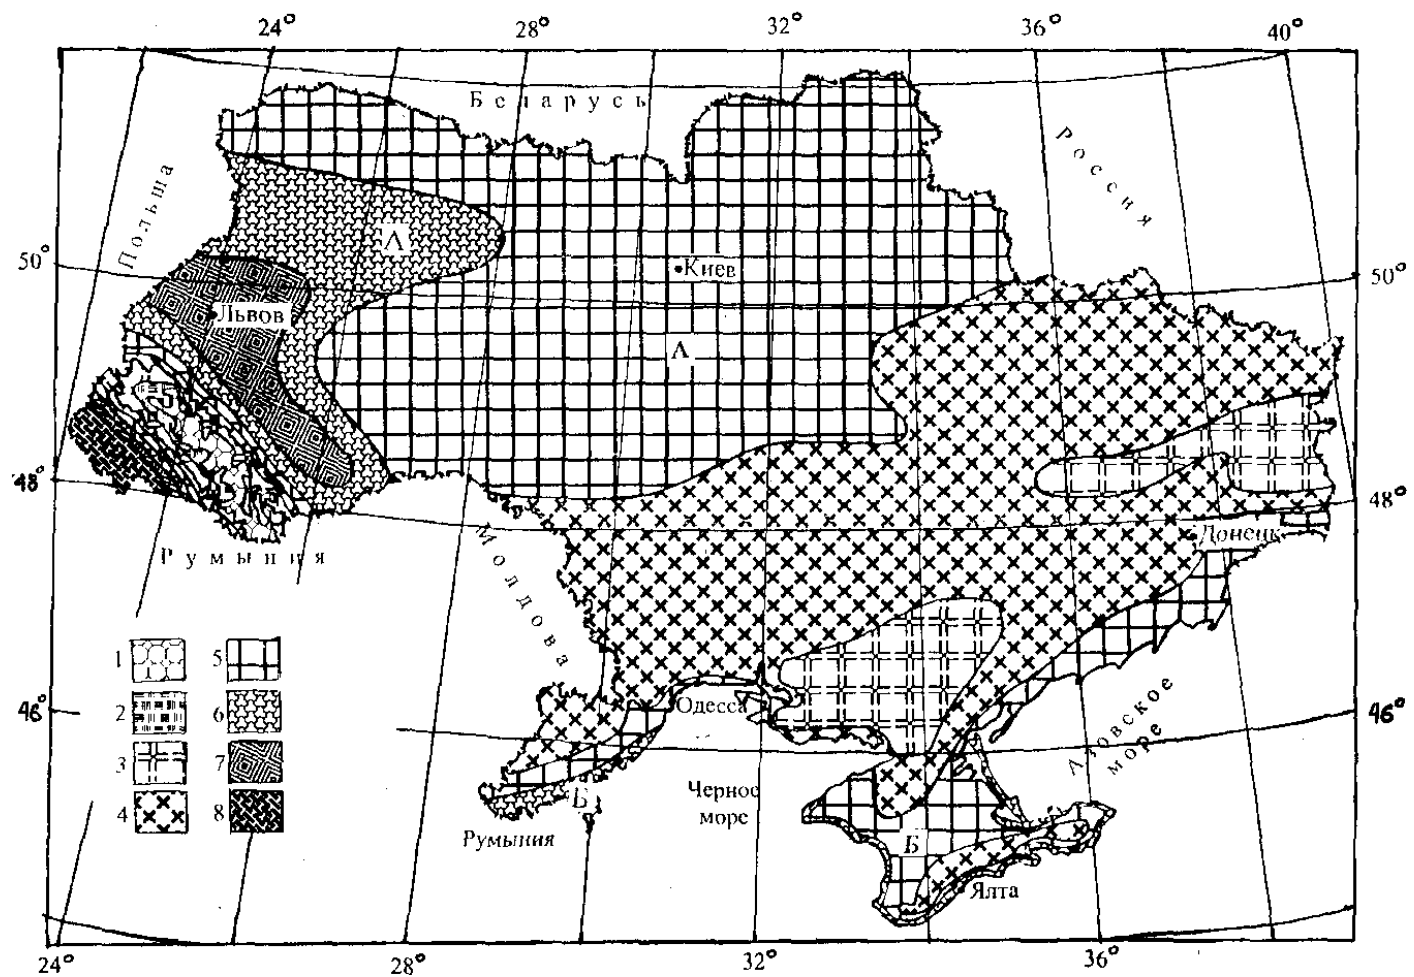 24° 28° 32° 36° 40°
Беларусь
Россия
Польша
Л
50° Киев 50°
Львов
Л
48° 48°
Донецк
Румыния
Молдова
1 5
2 6
46° Одесса 46°
Азовское
море
3 7
4 8
Б
Черное
море
Румыния
Б
Ялта
24° 28° 32° 36°